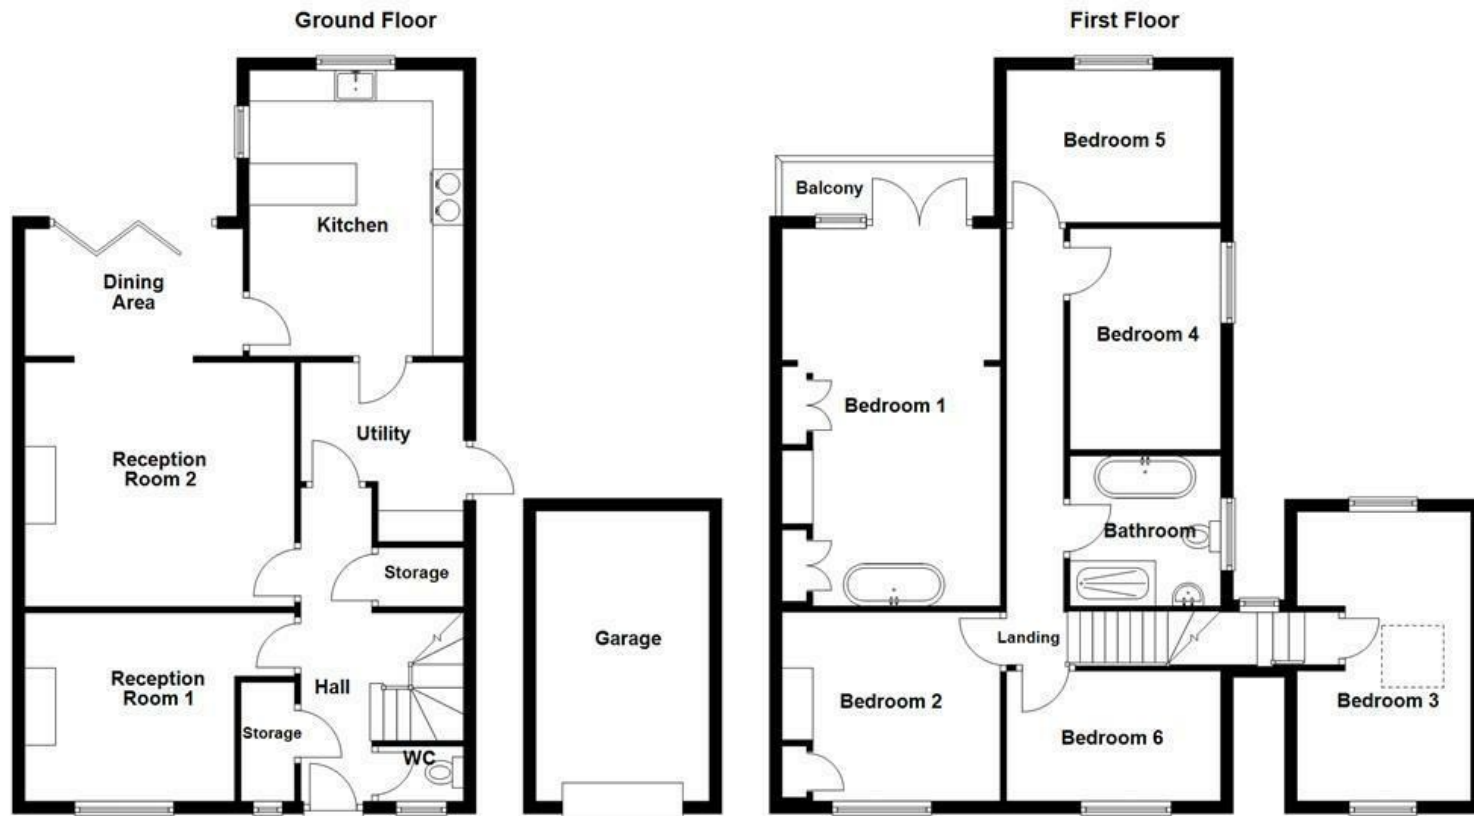 Ground Floor
Kitchen
Dining
Area
Utility
Reception
Room 2
Storage
Garage
Reception
Room 1
Hall
Storage
WC
First Floor
Bedroom 5
Balcony
Bedroom 4
Bedroom 1
Bathroom
Landing
Bedroom 2
Bedroom 3
Bedroom 6